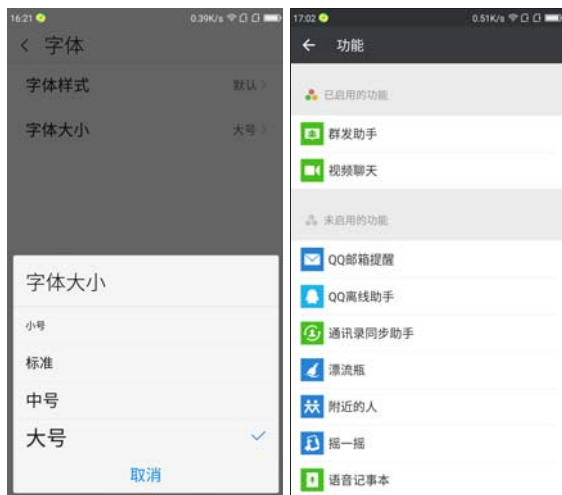 16:21
0.39K/s
字体
字体样式
默认
字体大小
大号
字体大小
小号
标准
中号
大号
取消
17:02
0.51K/s
功能
已启用的功能
群发助手
视频聊天
未启用的功能
QQ邮箱提醒
QQ离线助手
通讯录同步助手
漂流瓶
附近的人
摇一摇
语音记事本